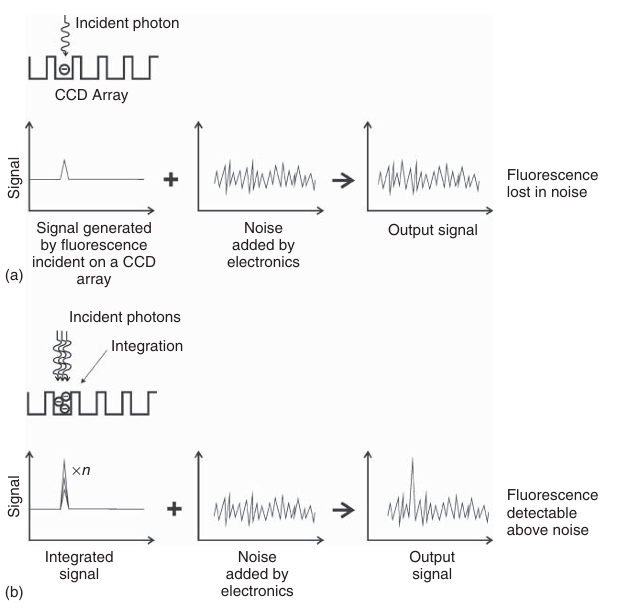 Incident photon
CCD Array
Signal
Signal generated
by fluorescence
incident on a CCD
array
Noise
added by
electronics
Output signal
Fluorescence
lost in noise
(a)
Incident photons
Integration
Signal
×n
Integrated
signal
Noise
added by
electronics
Output
signal
Fluorescence
detectable
above noise
(b)